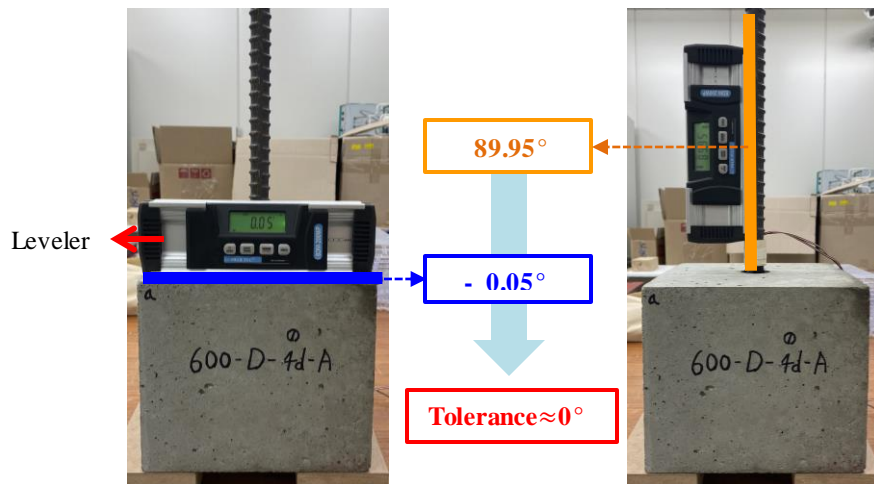 89.95°
Leveler
0.05
- 0.05°
a
600-D-4d-A
Tolerance≈0°
a
600-D-4d-A